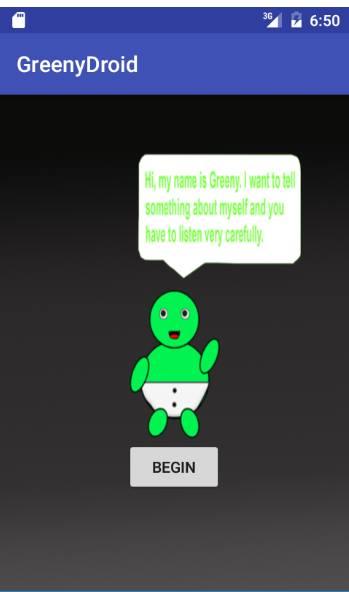 3G 6:50
GreenyDroid
Hi, my name is Greeny. I want to tell
something about myself and you
have to listen very carefully.
BEGIN